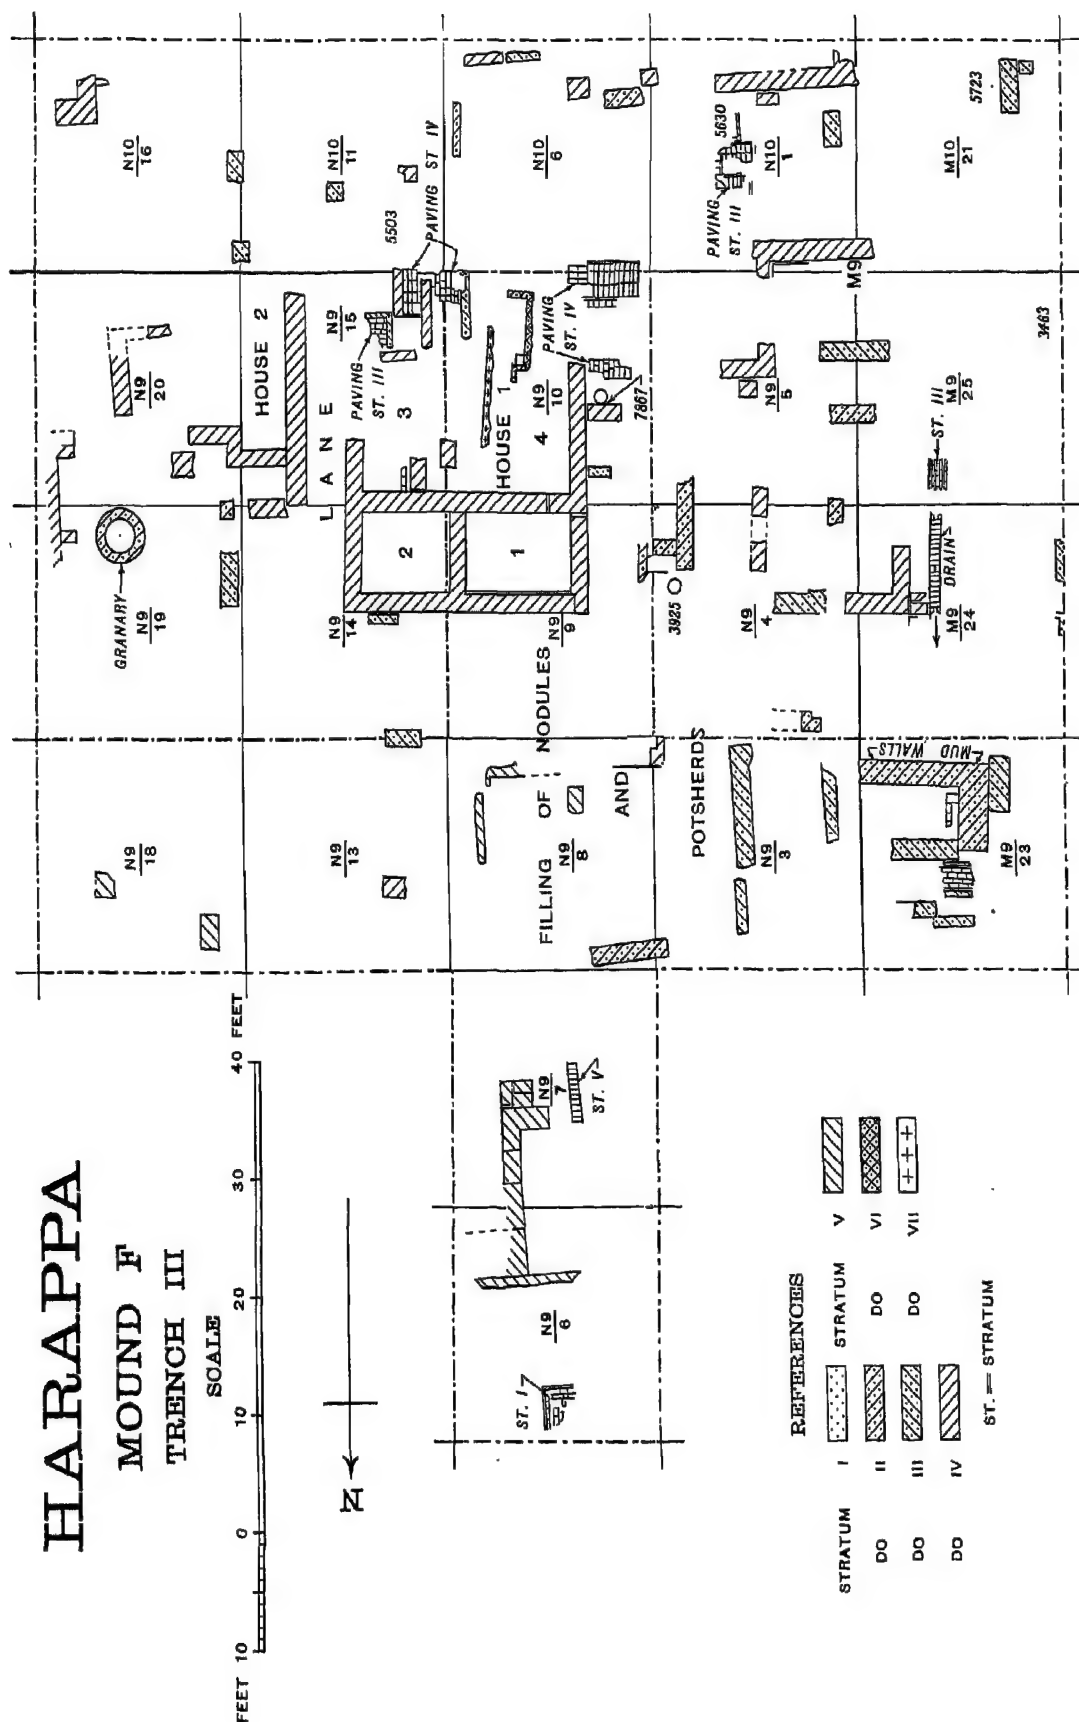 HARAPPA
MOUND F
TRENCH III
SCALE
FEET 10 0 10 20 30 40 FEET
N
N9
18
N9
19
GRANARY
N9
20
HOUSE 2
N10
16
N9
13
N9
14
LANE
N9
15
PAVING
ST. III
3
5503
PAVING ST IV
N10
11
2
1
FILLING OF NODULES
AND
POTSHERDS
N9
8
N9
9
HOUSE 1
4
N9
10
PAVING
ST. IV
7867
N10
6
ST. I
N9
6
N9
7
ST. V
N9
3
3925
N9
4
N9
5
PAVING
ST. III
5630
N10
1
MUD WALLS
M9
23
DRAIN
M9
24
ST. III
M9
25
M9
3463
M10
21
5723
REFERENCES
STRATUM I
STRATUM V
DO II
DO VI
DO III
DO VII
DO IV
ST. = STRATUM